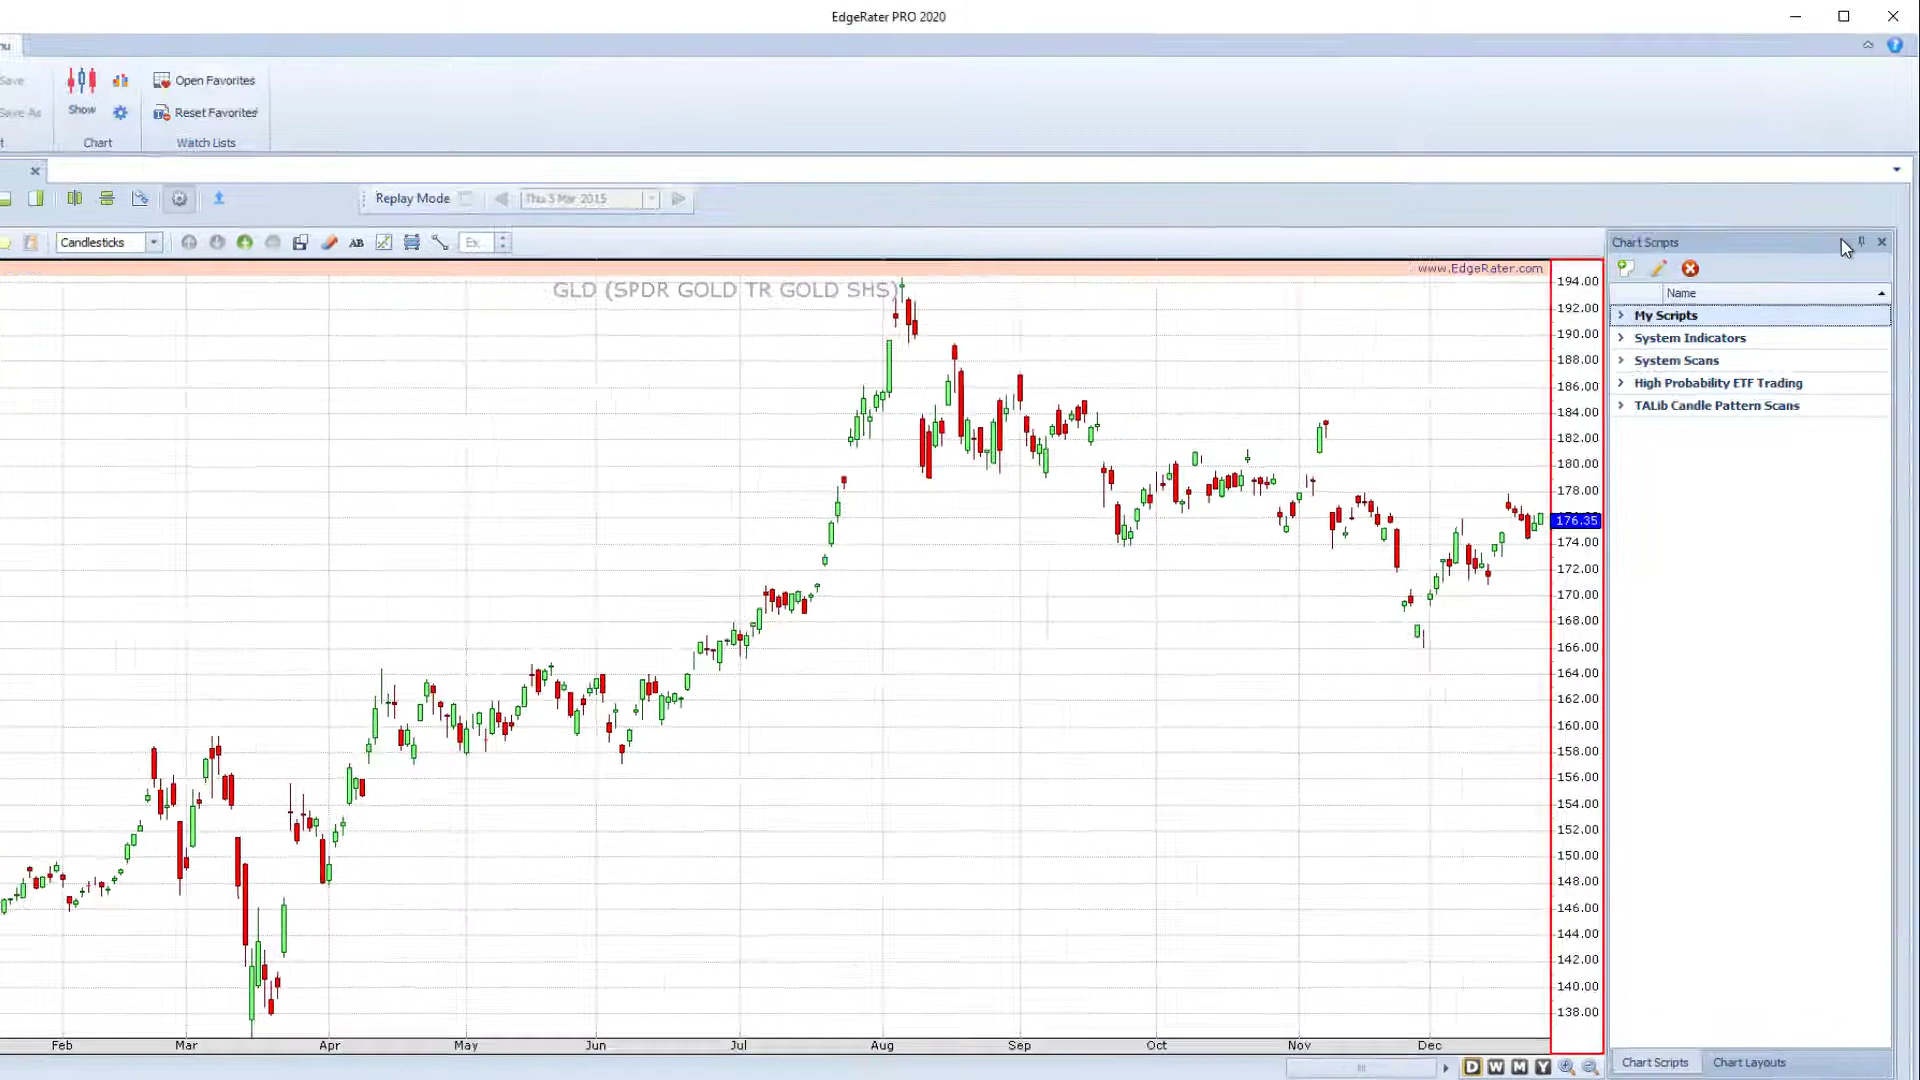 EdgeRater PRO 2020
nu
Save
Save As
Show
Open Favorites
Reset Favorites
Chart
Watch Lists
Replay Mode
Thu 5 Mar 2015
Candlesticks
AB
Ex
Chart Scripts
www.EdgeRater.com
GLD (SPDR GOLD TR GOLD SHS)
Name
My Scripts
System Indicators
System Scans
High Probability ETF Trading
TALib Candle Pattern Scans
194.00
192.00
190.00
188.00
186.00
184.00
182.00
180.00
178.00
176.35
174.00
172.00
170.00
168.00
166.00
164.00
162.00
160.00
158.00
156.00
154.00
152.00
150.00
148.00
146.00
144.00
142.00
140.00
138.00
Feb Mar Apr May Jun Jul Aug Sep Oct Nov Dec
D W M Y
Chart Scripts
Chart Layouts